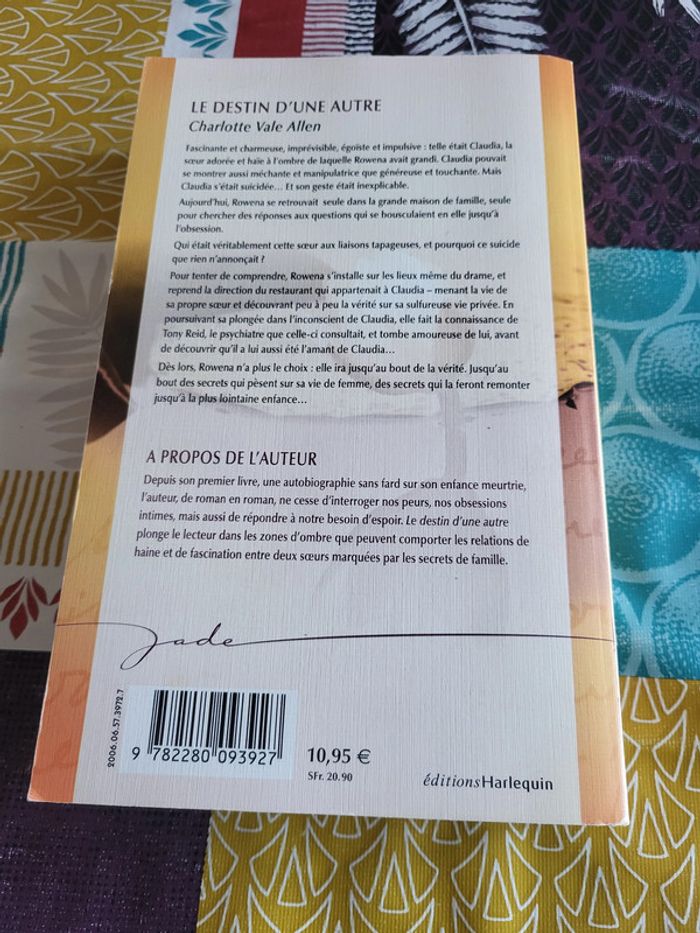 LE DESTIN D'UNE AUTRE
Charlotte Vale Allen
Fascinante et charmeuse, imprévisible, égoïste et impulsive : telle était Claudia, la
sœur adorée et haïe à l'ombre de laquelle Rowena avait grandi. Claudia pouvait
se montrer aussi méchante et manipulatrice que généreuse et touchante. Mais
Claudia s'était suicidée... Et son geste était inexplicable.
Aujourd'hui, Rowena se retrouvait seule dans la grande maison de famille, seule
pour chercher des réponses aux questions qui se bousculaient en elle jusqu'à
l'obsession.
Qui était véritablement cette sœur aux liaisons tapageuses, et pourquoi ce suicide
que rien n'annonçait ?
Pour tenter de comprendre, Rowena s'installe sur les lieux même du drame, et
reprend la direction du restaurant qui appartenait à Claudia – menant la vie de
sa propre sœur et découvrant peu à peu la vérité sur sa sulfureuse vie privée. En
poursuivant sa plongée dans l'inconscient de Claudia, elle fait la connaissance de
Tony Reid, le psychiatre que celle-ci consultait, et tombe amoureuse de lui, avant
de découvrir qu'il a lui aussi été l'amant de Claudia...
Dès lors, Rowena n'a plus le choix : elle ira jusqu'au bout de la vérité. Jusqu'au
bout des secrets qui pèsent sur sa vie de femme, des secrets qui la feront remonter
jusqu'à la plus lointaine enfance...
A PROPOS DE L'AUTEUR
Depuis son premier livre, une autobiographie sans fard sur son enfance meurtrie,
l'auteur, de roman en roman, ne cesse d'interroger nos peurs, nos obsessions
intimes, mais aussi de répondre à notre besoin d'espoir. Le destin d'une autre
plonge le lecteur dans les zones d'ombre que peuvent comporter les relations de
haine et de fascination entre deux sœurs marquées par les secrets de famille.
Jade
2006.06.57.3972.7
9 782280 093927
10,95 €
SFr. 20.90
éditionsHarlequin